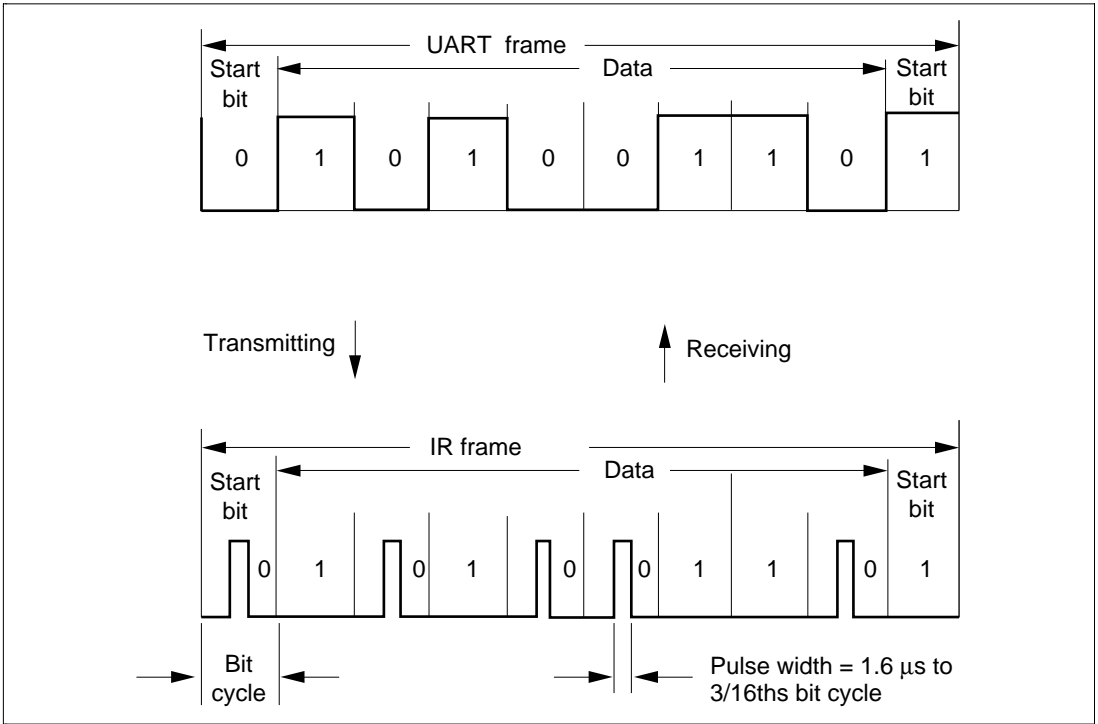 UART frame
Start
bit
Data
Start
bit
0 1 0 1 0 0 1 1 0 1
Transmitting
Receiving
IR frame
Start
bit
Data
Start
bit
0 1 0 1 0 0 1 1 0 1
Bit
cycle
Pulse width = 1.6 μs to
3/16ths bit cycle